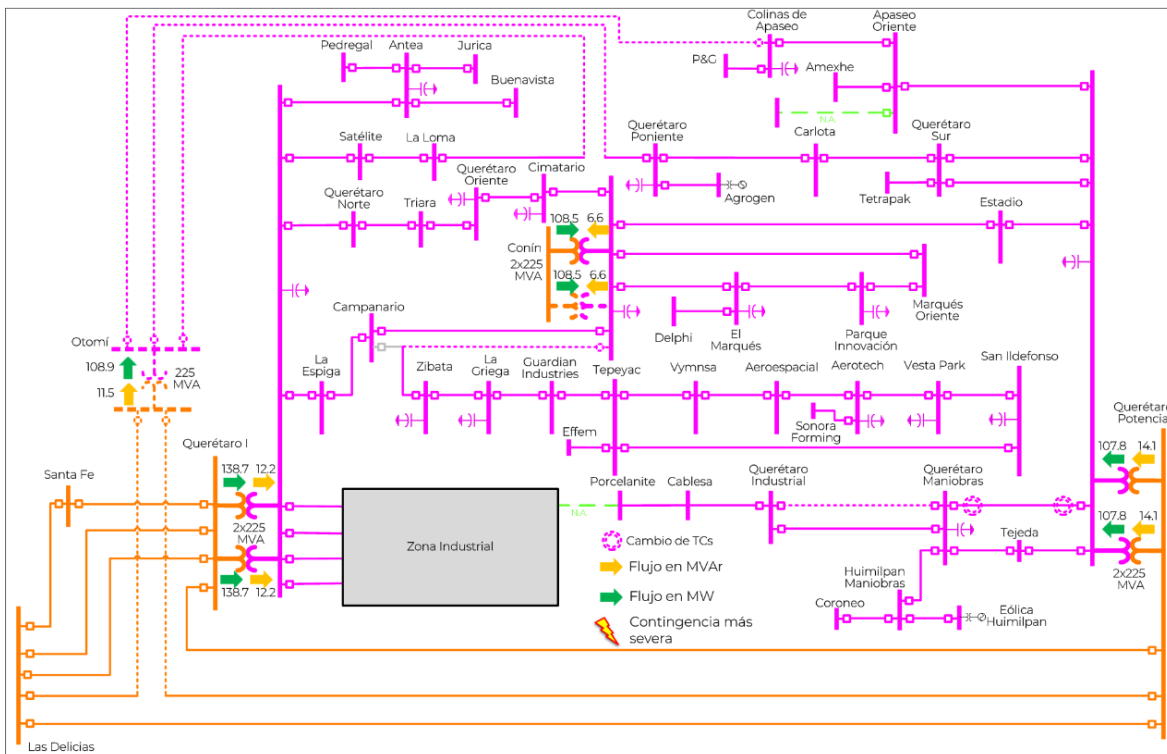 Colinas de
Apaseo
Apaseo
Oriente
Pedregal
Antea
Jurica
P&G
Amexhe
Buenavista
N.A.
Satélite
La Loma
Querétaro
Poniente
Carlota
Querétaro
Sur
Querétaro
Oriente
Cimatario
Agrogen
Tetrapak
Querétaro
Norte
Triara
108.5
6.6
Estadio
Conín
2x225
MVA
108.5
6.6
Campanario
Delphi
El
Marqués
Parque
Innovación
Marqués
Oriente
Otomí
108.9
11.5
225
MVA
La
Espiga
Zibata
La
Griega
Guardian
Industries
Tepeyac
Vymnsa
Aeroespacial
Aerotech
Vesta Park
San Ildefonso
Sonora
Forming
Effem
Querétaro I
Querétaro
Potencia
138.7
12.2
107.8
14.1
Santa Fe
Porcelanite
Cablesa
Querétaro
Industrial
Querétaro
Maniobras
N.A.
2x225
MVA
Zona Industrial
107.8
14.1
Cambio de TCs
Tejeda
138.7
12.2
Flujo en MVAr
2x225
MVA
Huimilpan
Maniobras
Flujo en MW
Coroneo
Eólica
Huimilpan
Contingencia más
severa
Las Delicias